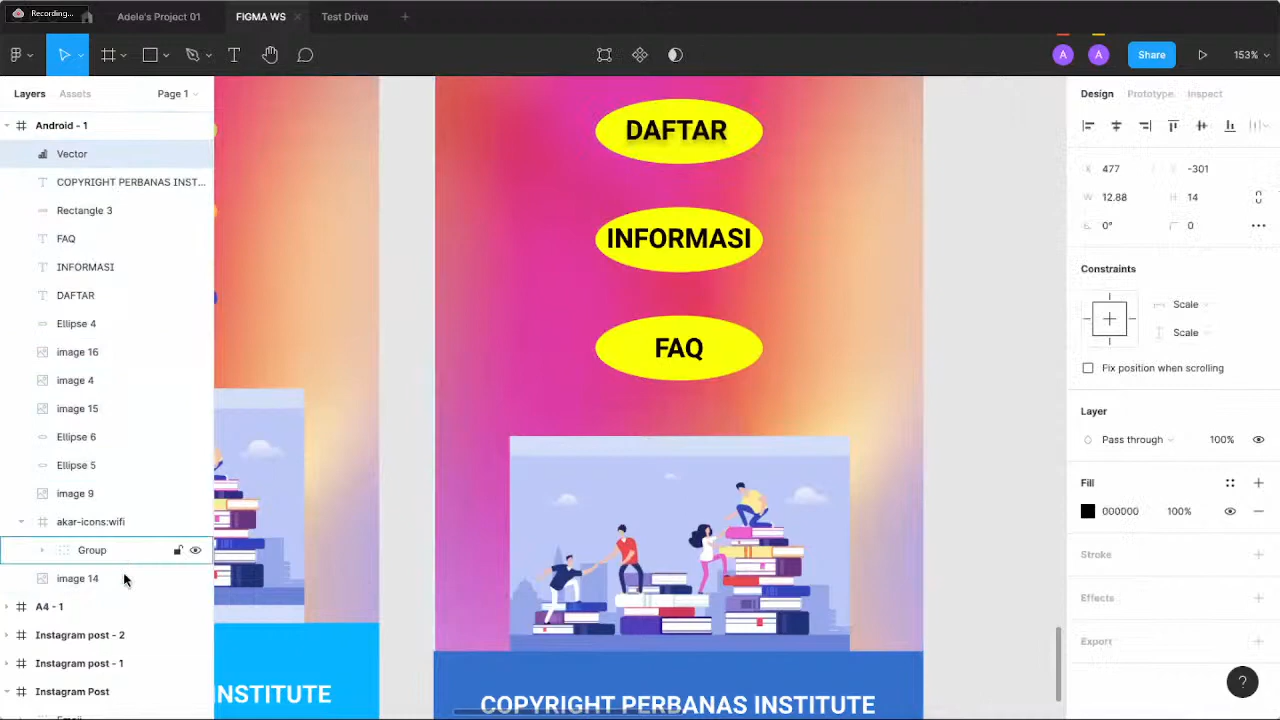 Recording...
Adele's Project 01
FIGMA WS
Test Drive
A
A
Share
153%
Layers
Assets
Page 1
Design
Prototype
Inspect
Android - 1
Vector
COPYRIGHT PERBANAS INST...
Rectangle 3
FAQ
INFORMASI
DAFTAR
Ellipse 4
image 16
image 4
image 15
Ellipse 6
Ellipse 5
image 9
akar-icons:wifi
Group
image 14
A4 - 1
Instagram post - 2
Instagram post - 1
Instagram Post
DAFTAR
INFORMASI
FAQ
INSTITUTE
COPYRIGHT PERBANAS INSTITUTE
X 477
Y -301
W 12.88
H 14
0°
0
Constraints
Scale
Scale
Fix position when scrolling
Layer
Pass through
100%
Fill
000000
100%
Stroke
Effects
Export
?